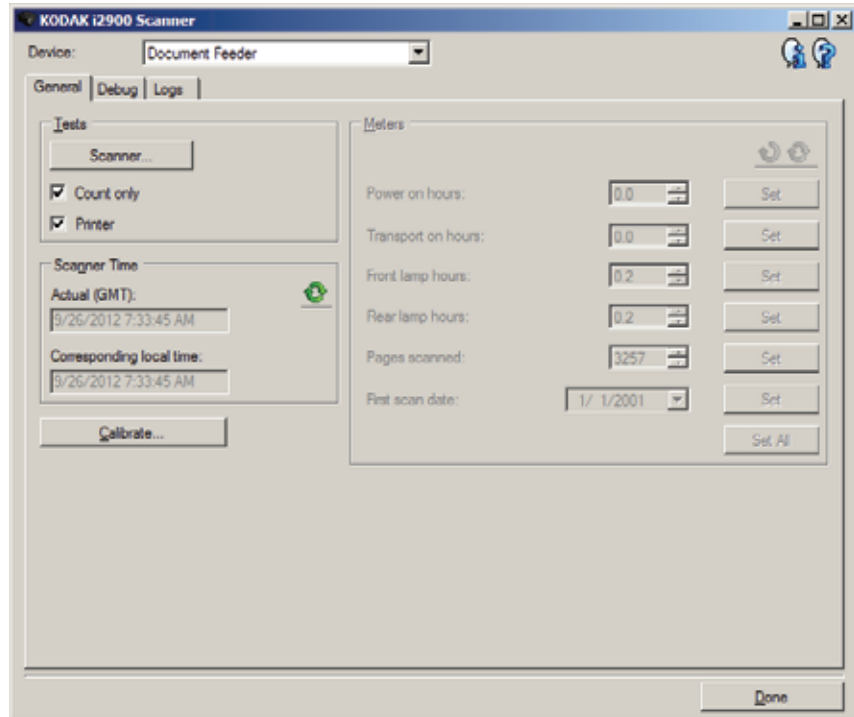 KODAK i2900 Scanner
Device: Document Feeder
General Debug Logs
Tests
Scanner...
Count only
Printer
Scanner Time
Actual (GMT):
9/26/2012 7:33:45 AM
Corresponding local time:
9/26/2012 7:33:45 AM
Calibrate...
Meters
Power on hours: 0.0 Set
Transport on hours: 0.0 Set
Front lamp hours: 0.2 Set
Rear lamp hours: 0.2 Set
Pages scanned: 3257 Set
First scan date: 1/ 1/2001 Set
Set All
Done